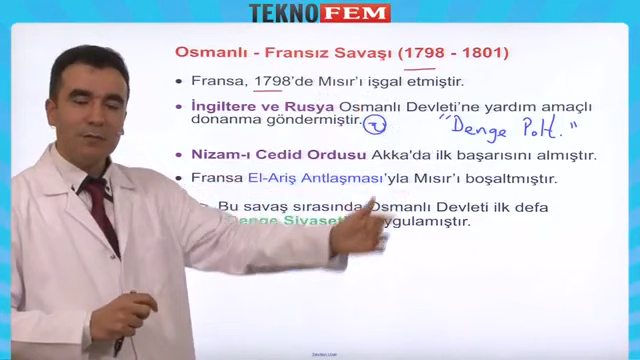 TEKNOFEM
Osmanlı - Fransız Savaşı (1798 - 1801)
• Fransa, 1798'de Mısır'ı işgal etmiştir.
• İngiltere ve Rusya Osmanlı Devleti'ne yardım amaçlı
donanma göndermiştir.
"Denge Polt."
• Nizam-ı Cedid Ordusu Akka'da ilk başarısını almıştır.
• Fransa El-Ariş Antlaşması'yla Mısır'ı boşaltmıştır.
Bu savaş sırasında Osmanlı Devleti ilk defa
Denge Siyaseti uygulamıştır.